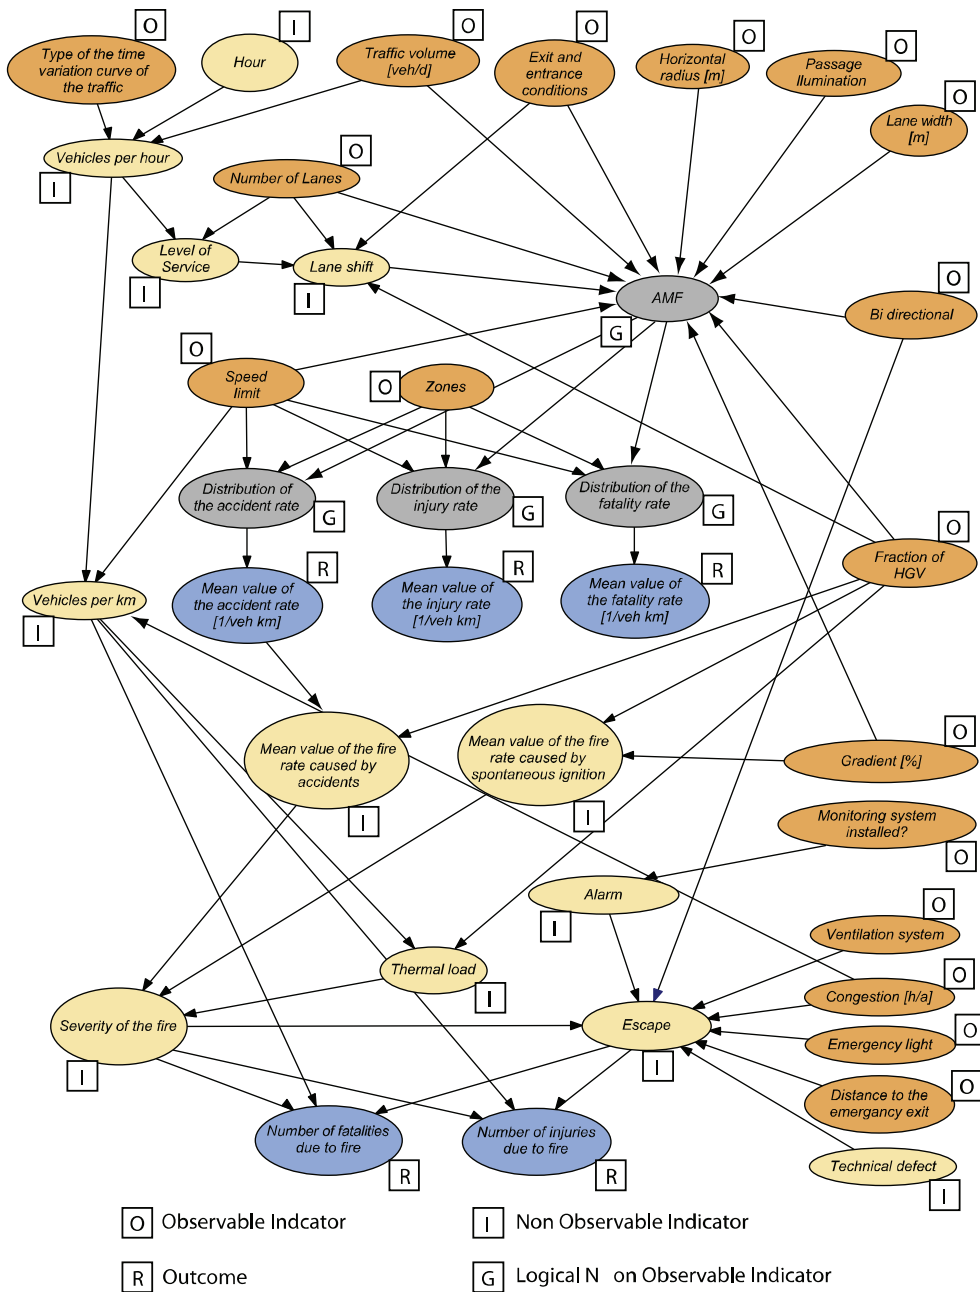 O
I
O
O
O
O
Type of the time
variation curve of
the traffic
Hour
Traffic volume
[veh/d]
Exit and
entrance
conditions
Horizontal
radius [m]
Passage
Ilumination
O
Lane width
[m]
Vehicles per hour
I
O
Number of Lanes
Level of
Service
I
Lane shift
I
AMF
G
O
Bi directional
O
Speed
limit
O
Zones
Distribution of
the accident rate
G
Distribution of the
injury rate
G
Distribution of the
fatality rate
G
O
Fraction of
HGV
R
Mean value of
the accident rate
[1/veh km]
R
Mean value of
the injury rate
[1/veh km]
R
Mean value of
the fatality rate
[1/veh km]
Vehicles per km
I
Mean value of the fire
rate caused by
accidents
I
Mean value of the fire
rate caused by
spontaneous ignition
I
O
Gradient [%]
Monitoring system
installed?
O
Alarm
I
O
Ventilation system
Thermal load
I
O
Congestion [h/a]
Severity of the fire
I
Escape
I
O
Emergency light
O
Distance to the
emergancy exit
Number of fatalities
due to fire
R
Number of injuries
due to fire
R
Technical defect
I
O Observable Indcator
I Non Observable Indicator
R Outcome
G Logical N on Observable Indicator